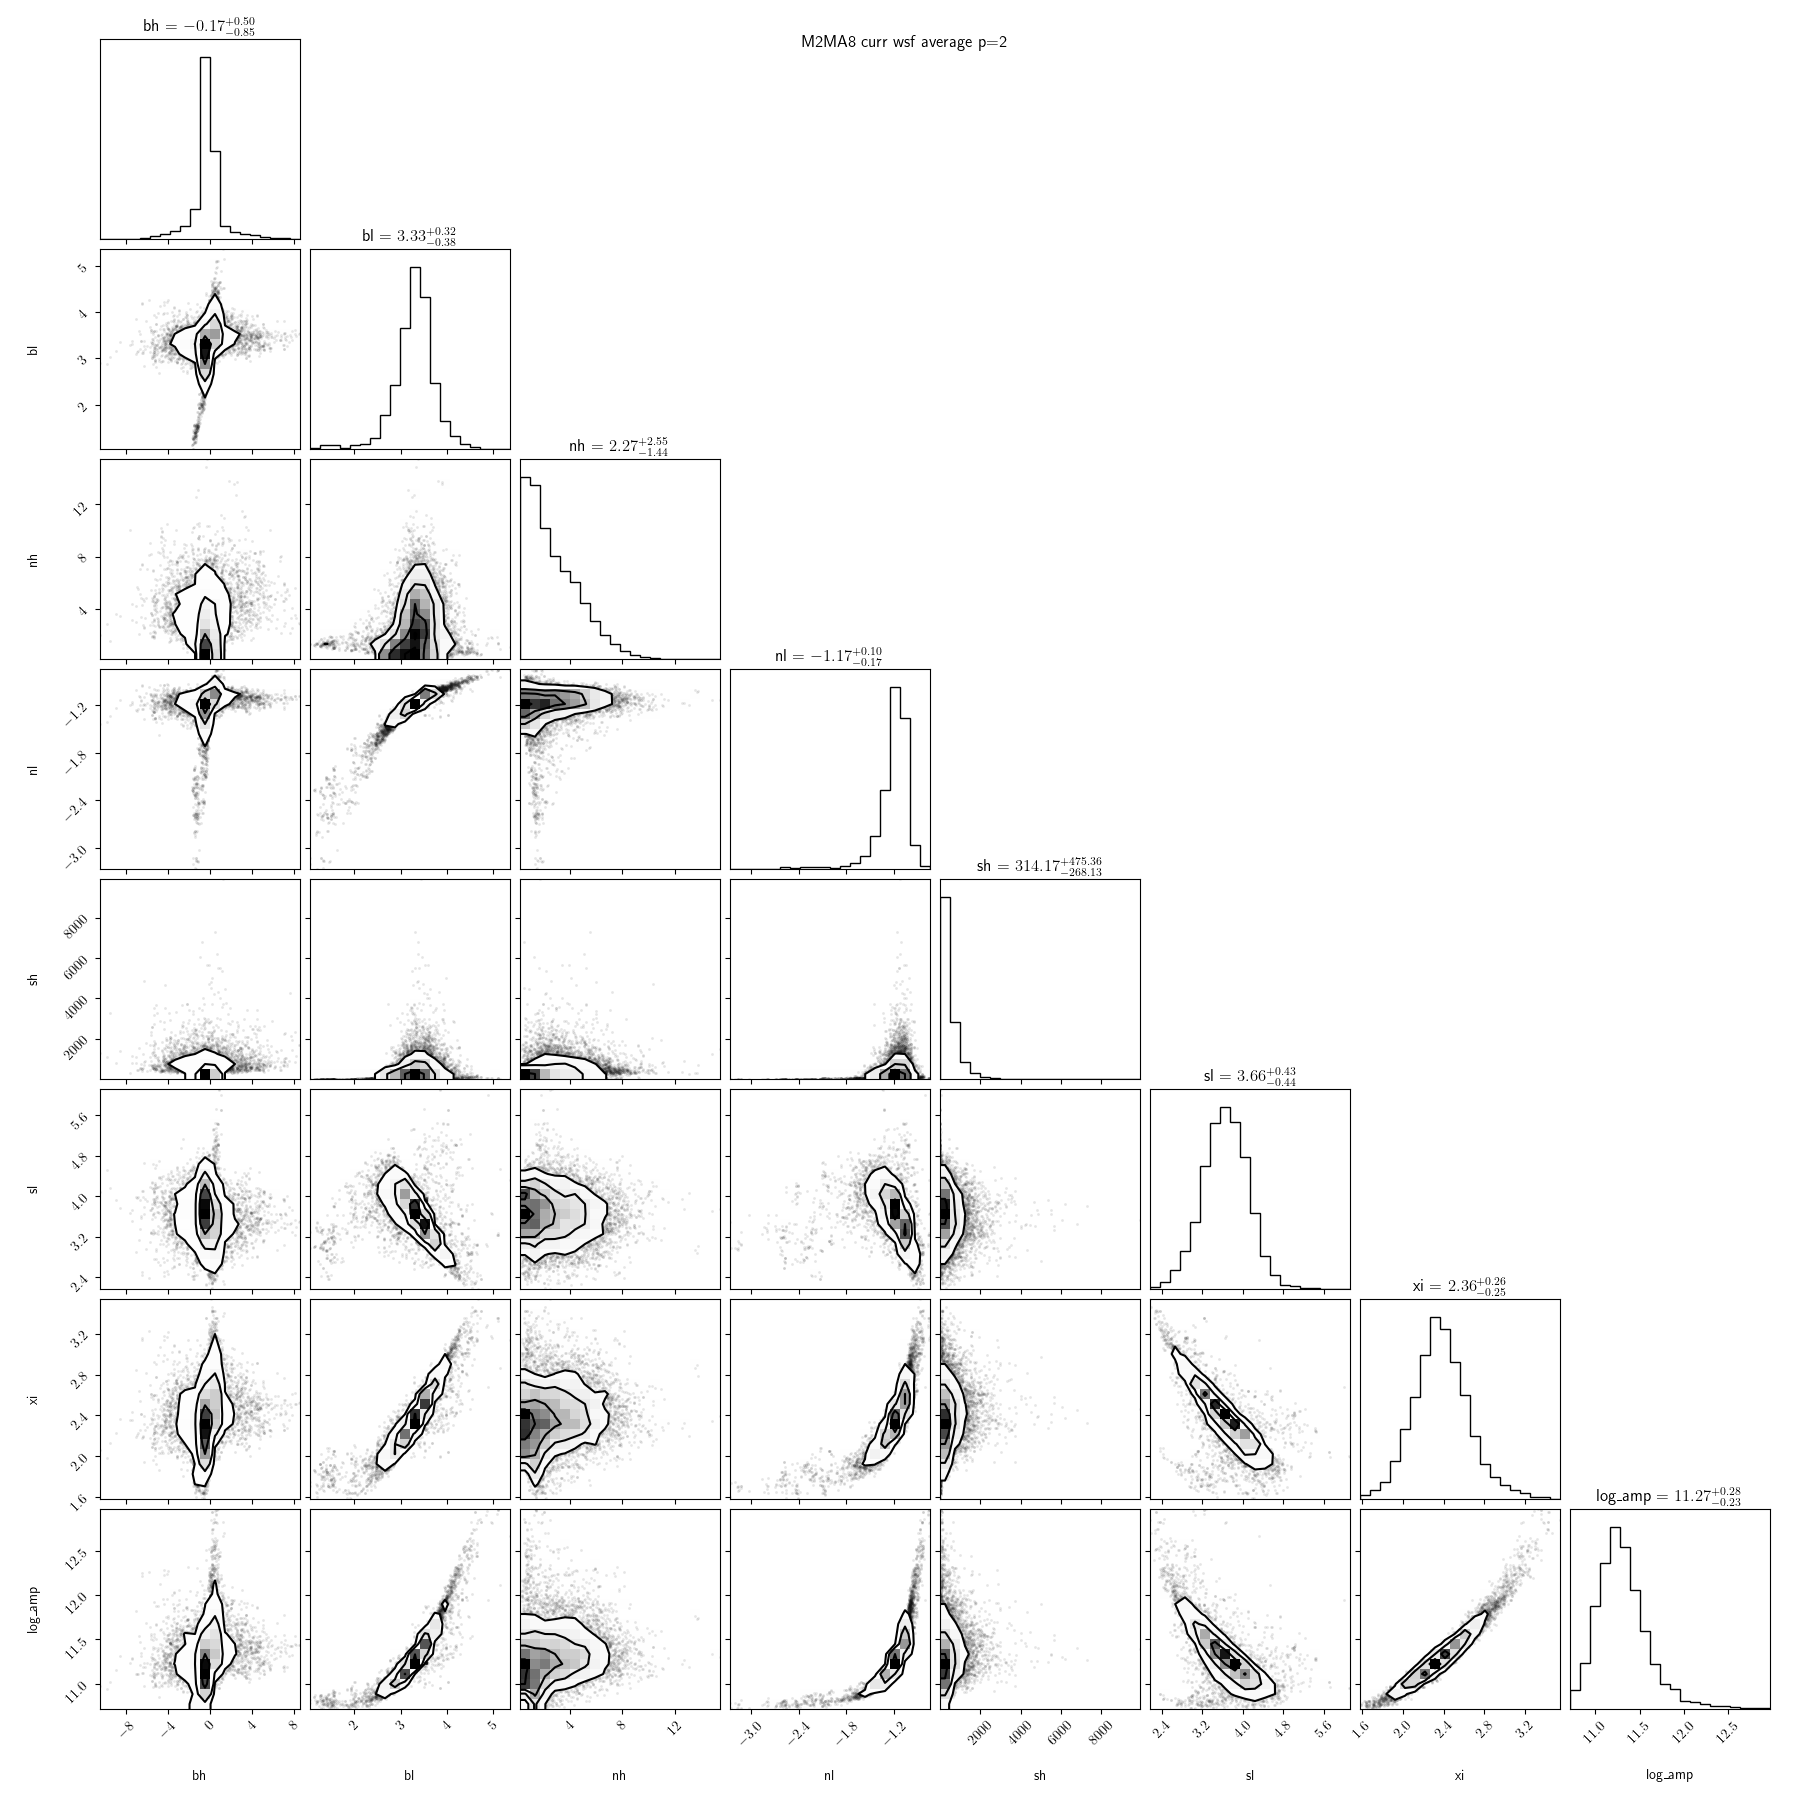 M2MA8 curr wsf average p=2
bh = −0.17+0.50 −0.85
bl = 3.33+0.32 −0.38
nh = 2.27+2.55 −1.44
nl = −1.17+0.10 −0.17
sh = 314.17+475.36 −268.13
sl = 3.66+0.43 −0.44
xi = 2.36+0.26 −0.25
log_amp = 11.27+0.28 −0.23
bl
5
4
3
2
nh
12
8
4
nl
−1.2
−1.8
−2.4
−3.0
sh
8000
6000
4000
2000
sl
5.6
4.8
4.0
3.2
2.4
xi
3.2
2.8
2.4
2.0
1.6
log_amp
12.5
12.0
11.5
11.0
−8 −4 0 4 8
2 3 4 5
4 8 12
−3.0 −2.4 −1.8 −1.2
2000 4000 6000 8000
2.4 3.2 4.0 4.8 5.6
1.6 2.0 2.4 2.8 3.2
11.0 11.5 12.0 12.5
bh bl nh nl sh sl xi log_amp